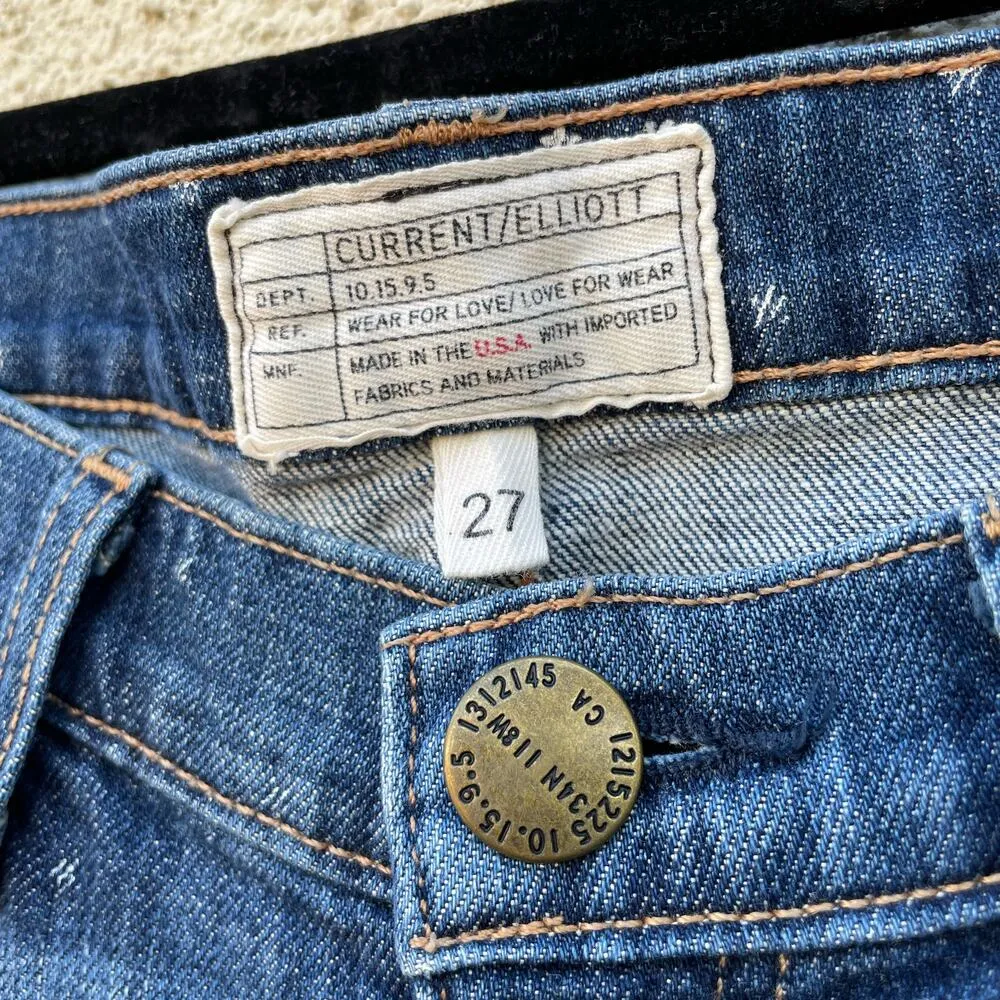 CURRENT/ELLIOTT
DEPT. 10.15.9.5
REF. WEAR FOR LOVE/LOVE FOR WEAR
MNF. MADE IN THE U.S.A. WITH IMPORTED
FABRICS AND MATERIALS
27
10.15.9.5 1312145 CA 1215225
34N 118W